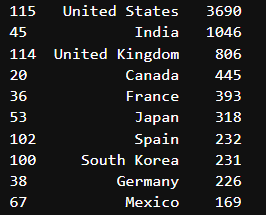 115 United States 3690
45 India 1046
114 United Kingdom 806
20 Canada 445
36 France 393
53 Japan 318
102 Spain 232
100 South Korea 231
38 Germany 226
67 Mexico 169